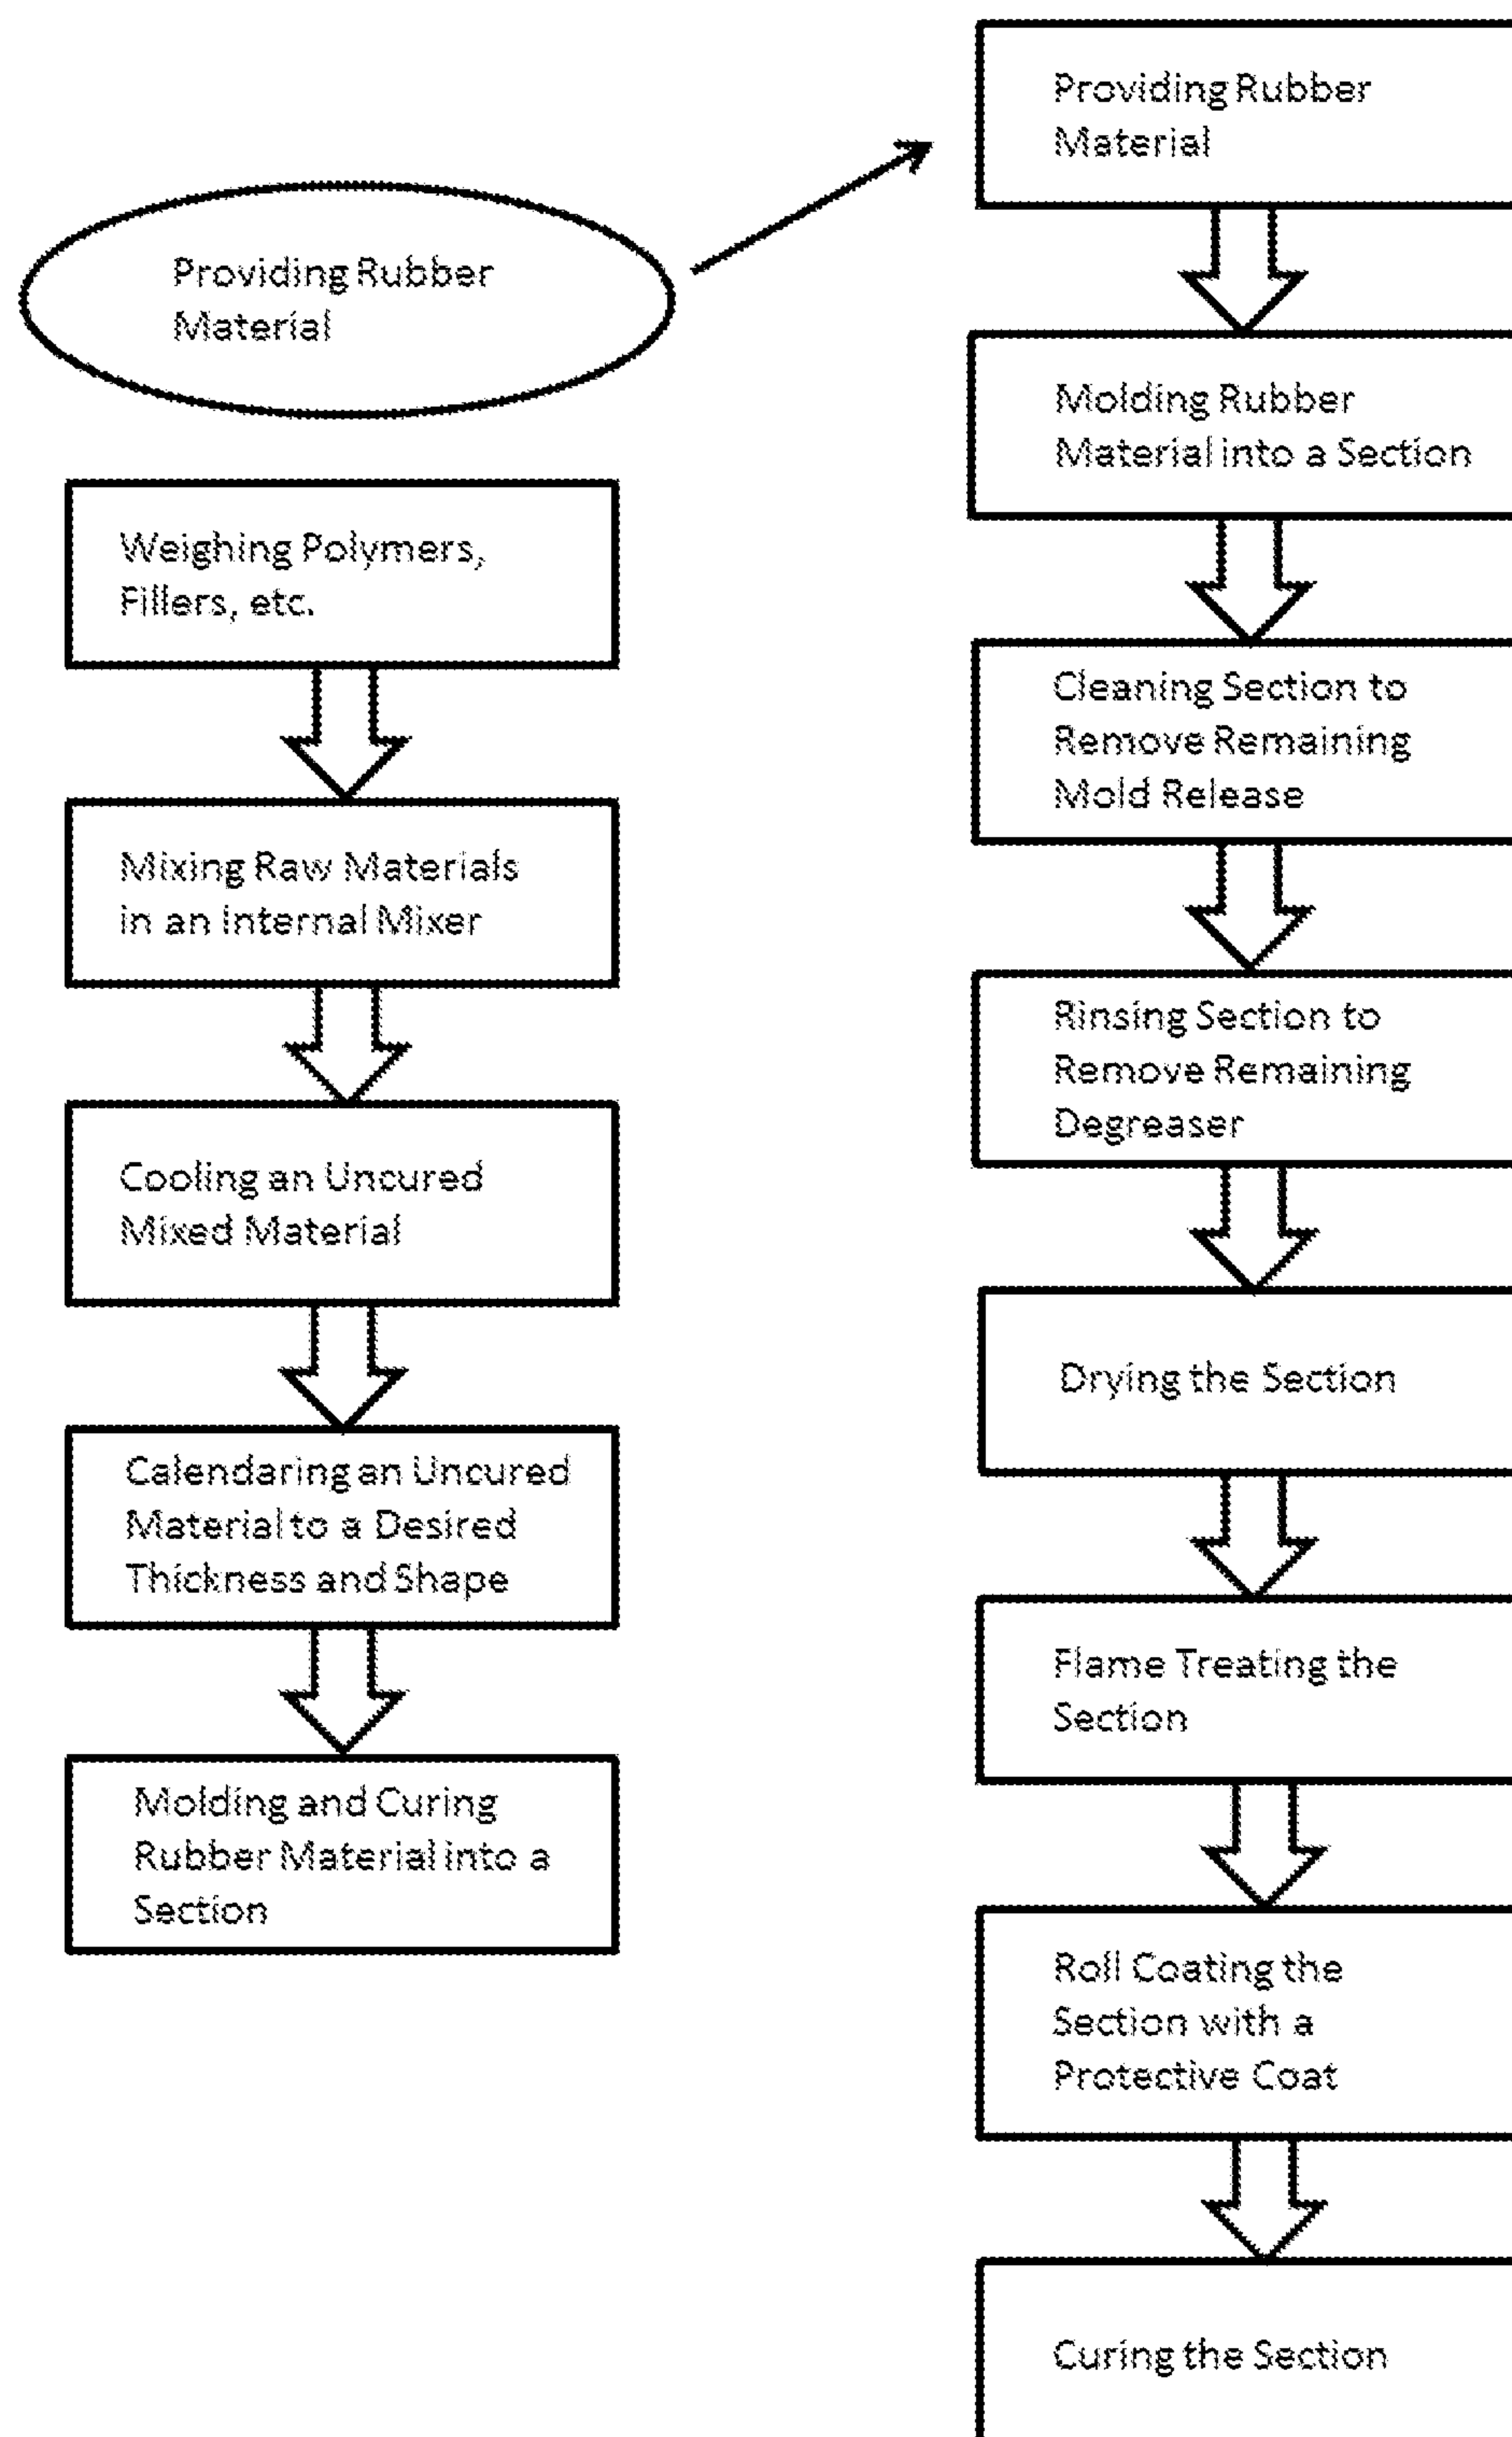 Providing Rubber
Material
Weighing Polymers,
Fillers, etc.
Mixing Raw Materials
in an Internal Mixer
Cooling an Uncured
Mixed Material
Calendaring an Uncured
Material to a Desired
Thickness and Shape
Molding and Curing
Rubber Material into a
Section
Providing Rubber
Material
Molding Rubber
Material into a Section
Cleaning Section to
Remove Remaining
Mold Release
Rinsing Section to
Remove Remaining
Degreaser
Drying the Section
Flame Treating the
Section
Roll Coating the
Section with a
Protective Coat
Curing the Section